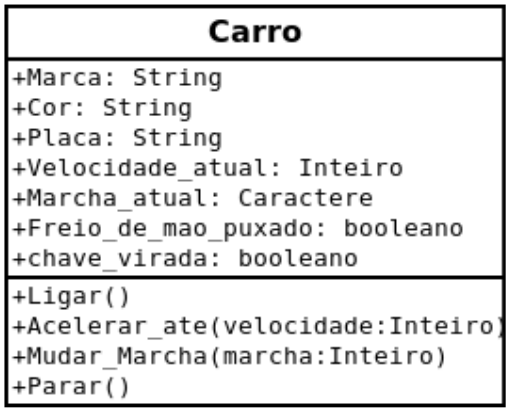 Carro
+Marca: String
+Cor: String
+Placa: String
+Velocidade_atual: Inteiro
+Marcha_atual: Caractere
+Freio_de_mao_puxado: booleano
+chave_virada: booleano
+Ligar()
+Acelerar_ate(velocidade:Inteiro)
+Mudar_Marcha(marcha:Inteiro)
+Parar()